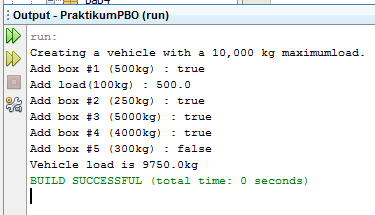 Output - PraktikumPBO (run)
run:
Creating a vehicle with a 10,000 kg maximumload.
Add box #1 (500kg) : true
Add load(100kg) : 500.0
Add box #2 (250kg) : true
Add box #3 (5000kg) : true
Add box #4 (4000kg) : true
Add box #5 (300kg) : false
Vehicle load is 9750.0kg
BUILD SUCCESSFUL (total time: 0 seconds)